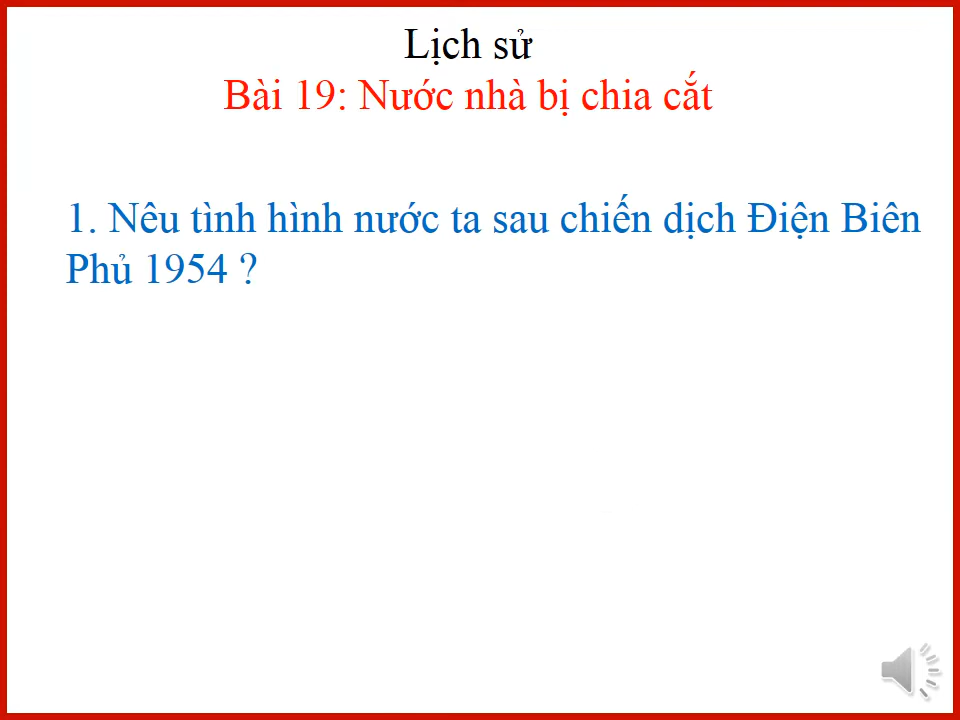 Lịch sử
Bài 19: Nước nhà bị chia cắt
1. Nêu tình hình nước ta sau chiến dịch Điện Biên
Phủ 1954 ?